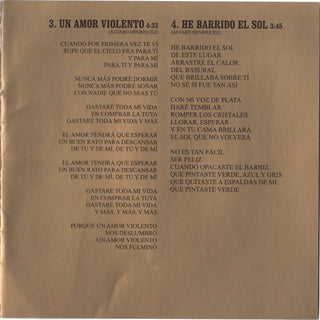 3. UN AMOR VIOLENTO 4:33
(ÁLVARO HENRÍQUEZ)
CUANDO POR PRIMERA VEZ TE VÍ
SUPE QUE EL CIELO ERA PARA TI
Y PARA MÍ
PARA TÍ Y PARA MÍ
NUNCA MÁS PODRÉ DORMIR
NUNCA MÁS PODRÉ SOÑAR
CON NADIE QUE NO SEAS TÚ
GASTARÉ TODA MI VIDA
EN COMPRAR LA TUYA
GASTARÉ TODA MI VIDA Y MÁS
EL AMOR TENDRÁ QUE ESPERAR
UN BUEN RATO PARA DESCANSAR
DE TÚ Y DE MÍ, DE TÚ Y DE MÍ
EL AMOR TENDRÁ QUE ESPERAR
UN BUEN RATO PARA DESCANSAR
DE TÚ Y DE MÍ, DE TÚ Y DE MÍ
GASTARÉ TODA MI VIDA
EN COMPRAR LA TUYA
GASTARÉ TODA MI VIDA
Y MÁS, Y MÁS, Y MÁS
PORQUE UN AMOR VIOLENTO
NOS DESLUMBRÓ
UN AMOR VIOLENTO
NOS FULMINÓ
4. HE BARRIDO EL SOL 3:45
(ÁLVARO HENRÍQUEZ)
HE BARRIDO EL SOL
DE ESTE LUGAR
ARRASTRÉ EL CALOR
DEL BASURAL
QUE BRILLABA SOBRE TÍ
NO SÉ SI FUE TAN ASÍ
CON MI VOZ DE PLATA
HARÉ TEMBLAR
ROMPER LOS CRISTALES
LLORAR, ESPERAR
Y EN TU CAMA BRILLARÁ
EL SOL QUE NO VOLVERÁ
NO ES TAN FÁCIL
SER FELIZ
CUANDO OPACASTE EL BARNIZ
QUE PINTASTE VERDE, AZUL Y GRIS
QUE QUITASTE A ESPALDAS DE MÍ
QUE PINTASTE VERDE